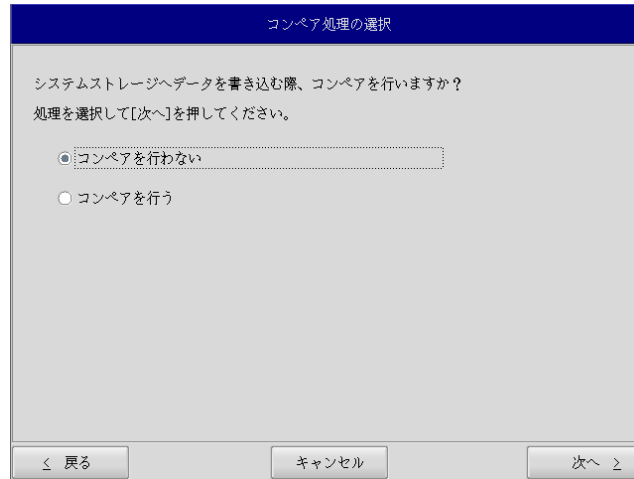 コンペア処理の選択
システムストレージへデータを書き込む際、コンペアを行いますか？
処理を選択して[次へ]を押してください。
コンペアを行わない
コンペアを行う
< 戻る
キャンセル
次へ >